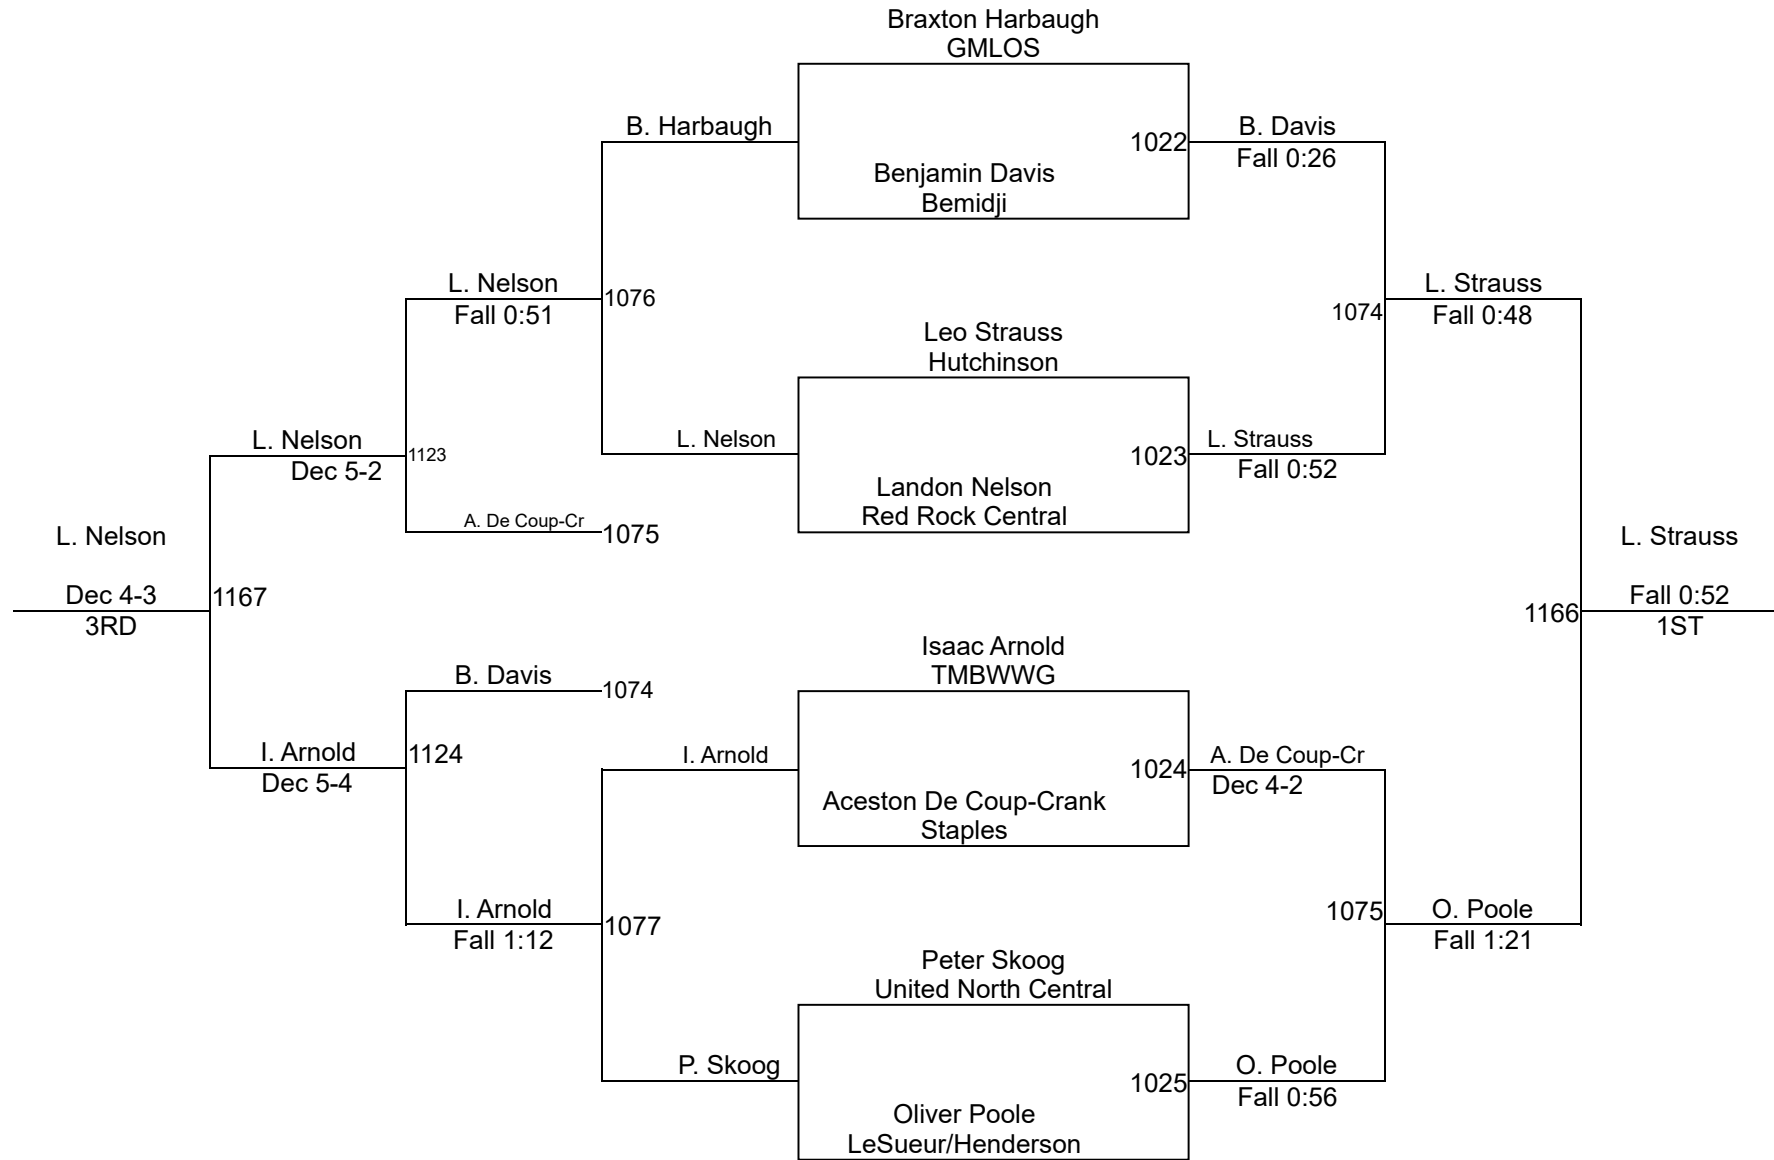 Braxton Harbaugh
GMLOS
B. Harbaugh
1022
B. Davis
Fall 0:26
Benjamin Davis
Bemidji
L. Nelson
Fall 0:51
1076
1074
L. Strauss
Fall 0:48
Leo Strauss
Hutchinson
L. Nelson
Dec 5-2
1123
L. Nelson
1023
L. Strauss
Fall 0:52
Landon Nelson
Red Rock Central
A. De Coup-Cr
1075
L. Nelson
Dec 4-3
3RD
1167
1166
L. Strauss
Fall 0:52
1ST
Isaac Arnold
TMBWWG
B. Davis
1074
I. Arnold
Dec 5-4
1124
I. Arnold
1024
A. De Coup-Cr
Dec 4-2
Aceston De Coup-Crank
Staples
I. Arnold
Fall 1:12
1077
1075
O. Poole
Fall 1:21
Peter Skoog
United North Central
P. Skoog
1025
O. Poole
Fall 0:56
Oliver Poole
LeSueur/Henderson